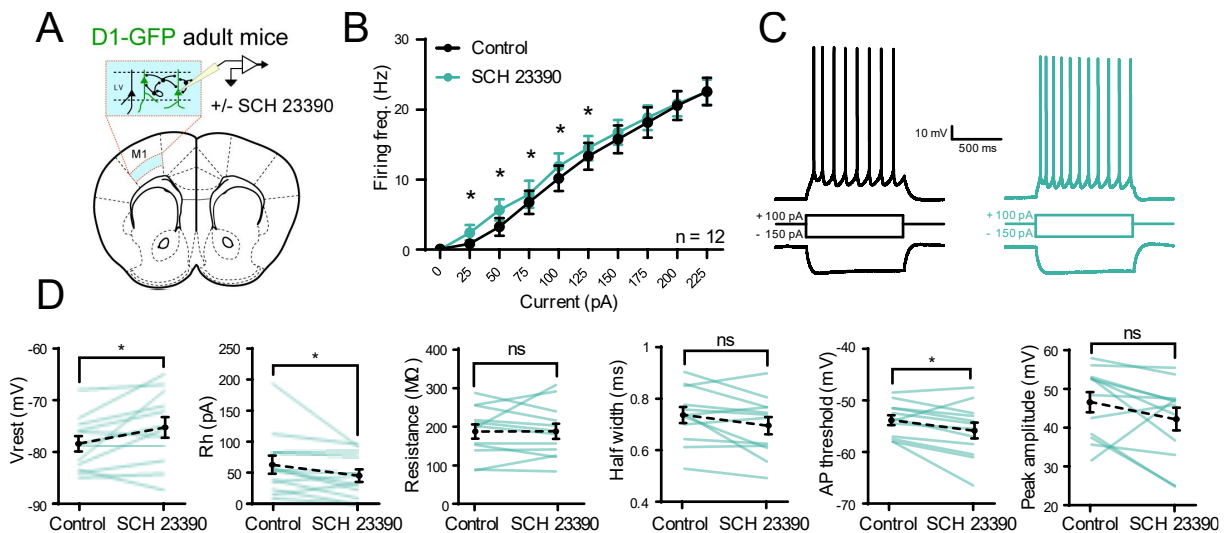 A
D1-GFP adult mice
LV
+/- SCH 23390
M1
B
Firing freq. (Hz)
30
20
10
0
Control
SCH 23390
* * * * *
n = 12
0 25 50 75 100 125 150 175 200 225
Current (pA)
C
10 mV
500 ms
+ 100 pA
- 150 pA
+ 100 pA
- 150 pA
D
Vrest (mV)
-60
-70
-80
-90
*
Control SCH 23390
Rh (pA)
250
200
150
100
50
0
*
Control SCH 23390
Resistance (MΩ)
400
300
200
100
0
ns
Control SCH 23390
Half width (ms)
1
0.8
0.6
0.4
ns
Control SCH 23390
AP threshold (mV)
-40
-50
-60
-70
*
Control SCH 23390
Peak amplitude (mV)
60
50
40
30
20
ns
Control SCH 23390